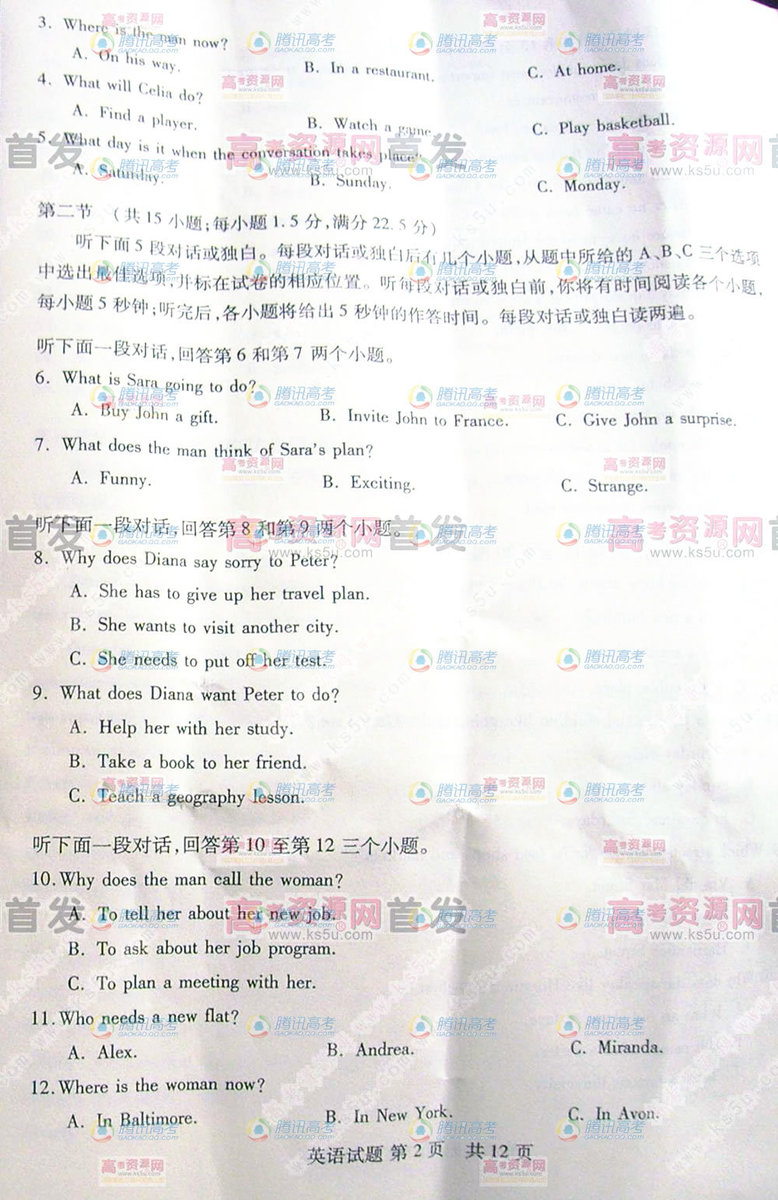 3. Where is the man now?
A. On his way. B. In a restaurant. C. At home.
4. What will Celia do?
A. Find a player. B. Watch a game. C. Play basketball.
5. What day is it when the conversation takes place?
A. Saturday. B. Sunday. C. Monday.
第二节 (共15小题;每小题1.5分,满分22.5分)
听下面5段对话或独白。每段对话或独白后有几个小题,从题中所给的A、B、C三个选项
中选出最佳选项,并标在试卷的相应位置。听每段对话或独白前,你将有时间阅读各个小题,
每小题5秒钟;听完后,各小题将给出5秒钟的作答时间。每段对话或独白读两遍。
听下面一段对话,回答第6和第7两个小题。
6. What is Sara going to do?
A. Buy John a gift. B. Invite John to France. C. Give John a surprise.
7. What does the man think of Sara's plan?
A. Funny. B. Exciting. C. Strange.
听下面一段对话,回答第8和第9两个小题。
8. Why does Diana say sorry to Peter?
A. She has to give up her travel plan.
B. She wants to visit another city.
C. She needs to put off her test.
9. What does Diana want Peter to do?
A. Help her with her study.
B. Take a book to her friend.
C. Teach a geography lesson.
听下面一段对话,回答第10至第12三个小题。
10. Why does the man call the woman?
A. To tell her about her new job.
B. To ask about her job program.
C. To plan a meeting with her.
11. Who needs a new flat?
A. Alex. B. Andrea. C. Miranda.
12. Where is the woman now?
A. In Baltimore. B. In New York. C. In Avon.
英语试题 第2页 共12页
首发 高考资源网 www.ks5u.com
腾讯高考 GAOKAO.QQ.COM